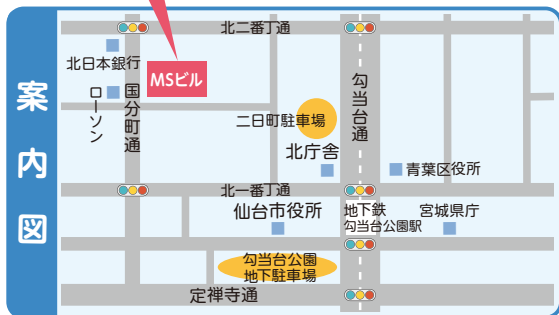 案内図
北二番丁通
北日本銀行
MSビル
ローソン
国分町通
勾当台通
二日町駐車場
北庁舎
青葉区役所
北一番丁通
仙台市役所
地下鉄
勾当台公園駅
宮城県庁
勾当台公園
地下駐車場
定禅寺通